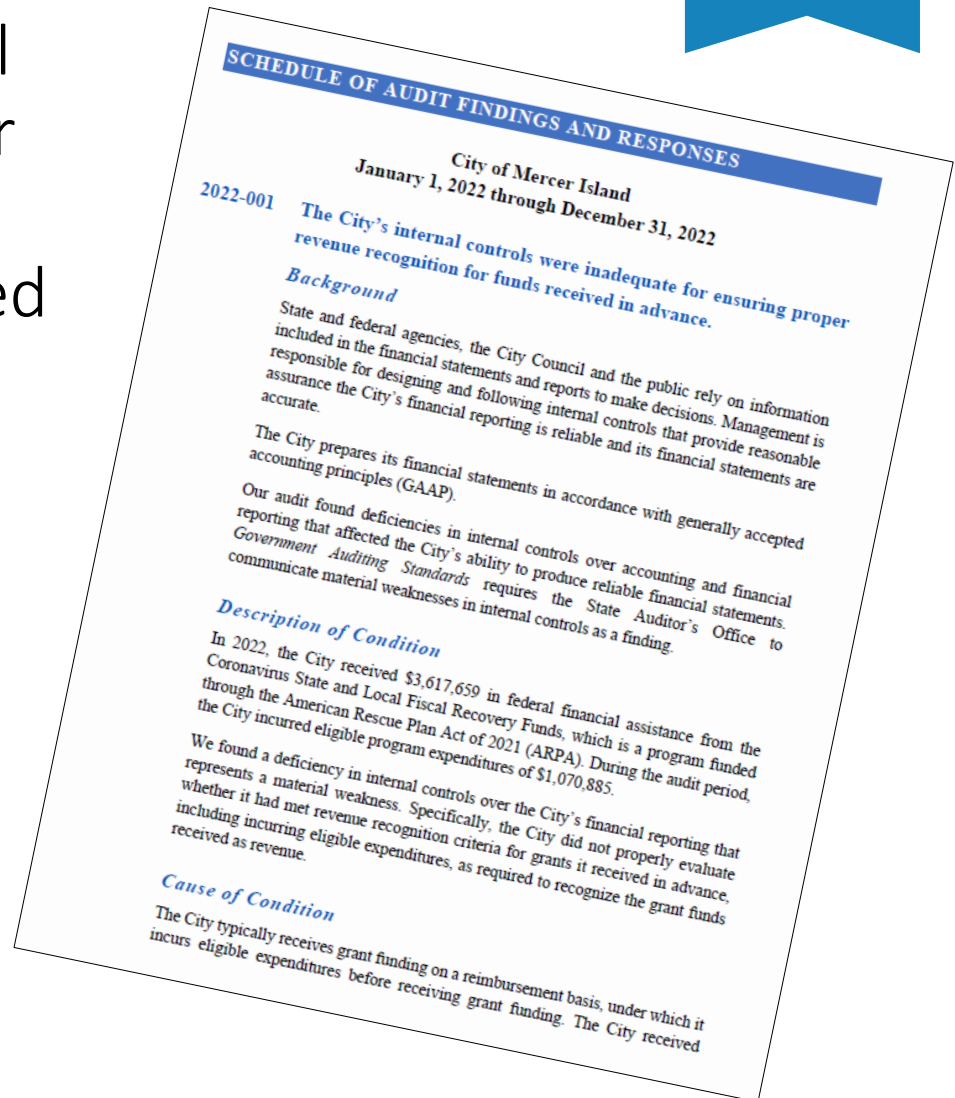 l
r
ed
SCHEDULE OF AUDIT FINDINGS AND RESPONSES
City of Mercer Island
January 1, 2022 through December 31, 2022
2022-001 The City's internal controls were inadequate for ensuring proper
revenue recognition for funds received in advance.
Background
State and federal agencies, the City Council and the public rely on information
included in the financial statements and reports to make decisions. Management is
responsible for designing and following internal controls that provide reasonable
assurance the City's financial reporting is reliable and its financial statements are
accurate.
The City prepares its financial statements in accordance with generally accepted
accounting principles (GAAP).
Our audit found deficiencies in internal controls over accounting and financial
reporting that affected the City's ability to produce reliable financial statements.
Government Auditing Standards requires the State Auditor's Office to
communicate material weaknesses in internal controls as a finding.
Description of Condition
In 2022, the City received $3,617,659 in federal financial assistance from the
Coronavirus State and Local Fiscal Recovery Funds, which is a program funded
through the American Rescue Plan Act of 2021 (ARPA). During the audit period,
the City incurred eligible program expenditures of $1,070,885.
We found a deficiency in internal controls over the City's financial reporting that
represents a material weakness. Specifically, the City did not properly evaluate
whether it had met revenue recognition criteria for grants it received in advance,
including incurring eligible expenditures, as required to recognize the grant funds
received as revenue.
Cause of Condition
The City typically receives grant funding on a reimbursement basis, under which it
incurs eligible expenditures before receiving grant funding. The City received